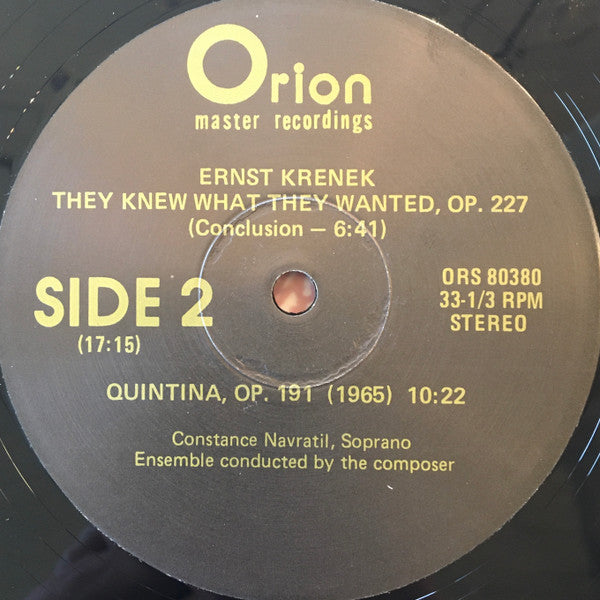 Orion
master recordings
ERNST KRENEK
THEY KNEW WHAT THEY WANTED, OP. 227
(Conclusion – 6:41)
SIDE 2
(17:15)
ORS 80380
33-1/3 RPM
STEREO
QUINTINA, OP. 191 (1965) 10:22
Constance Navratil, Soprano
Ensemble conducted by the composer